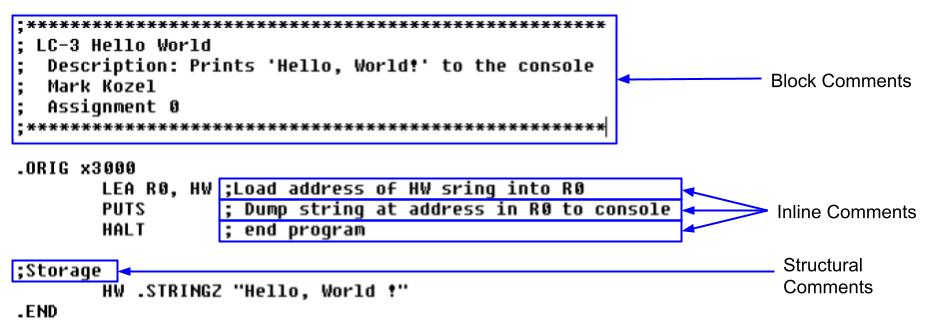 ;*****************************************************
; LC-3 Hello World
;  Description: Prints 'Hello, World!' to the console
;  Mark Kozel
;  Assignment 0
;*****************************************************
Block Comments
.ORIG x3000
LEA R0, HW ;Load address of HW sring into R0
PUTS ; Dump string at address in R0 to console
HALT ; end program
Inline Comments
;Storage
Structural
Comments
HW .STRINGZ "Hello, World !"
.END